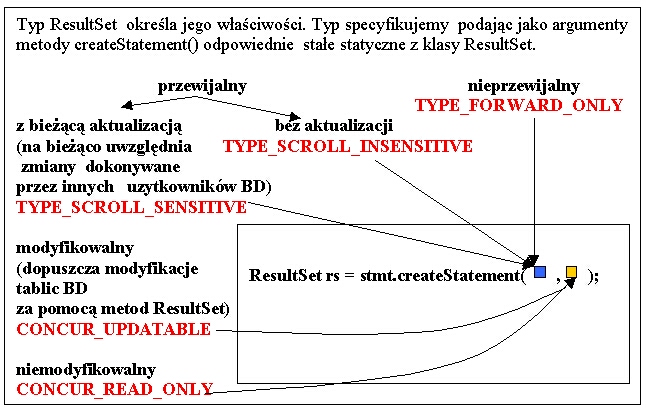 Typ ResultSet określa jego właściwości. Typ specyfikujemy podając jako argumenty
metody createStatement() odpowiednie stałe statyczne z klasy ResultSet.
przewijalny
nieprzewijalny
TYPE_FORWARD_ONLY
z bieżącą aktualizacją
(na bieżąco uwzględnia
zmiany dokonywane
przez innych uzytkowników BD)
TYPE_SCROLL_SENSITIVE
bez aktualizacji
TYPE_SCROLL_INSENSITIVE
modyfikowalny
(dopuszcza modyfikacje
tablic BD
za pomocą metod ResultSet)
CONCUR_UPDATABLE
ResultSet rs = stmt.createStatement( , );
niemodyfikowalny
CONCUR_READ_ONLY